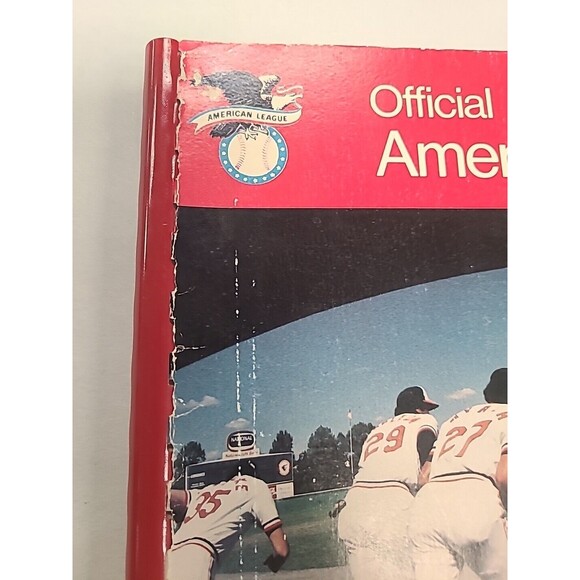 AMERICAN LEAGUE
Official
Amer
NATIONAL
29
27
35